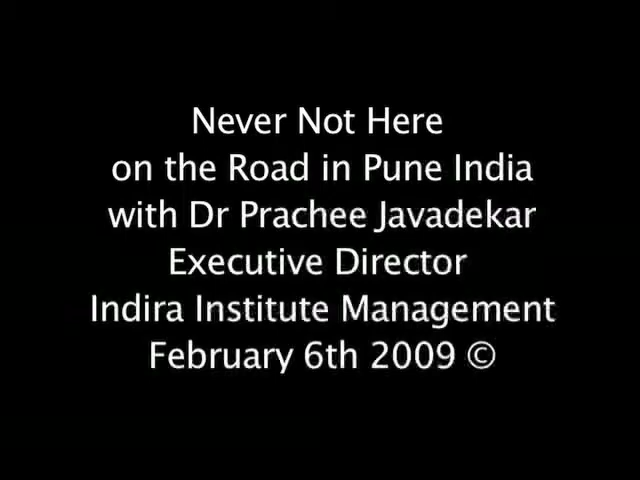 Never Not Here
on the Road in Pune India
with Dr Prachee Javadekar
Executive Director
Indira Institute Management
February 6th 2009 ©